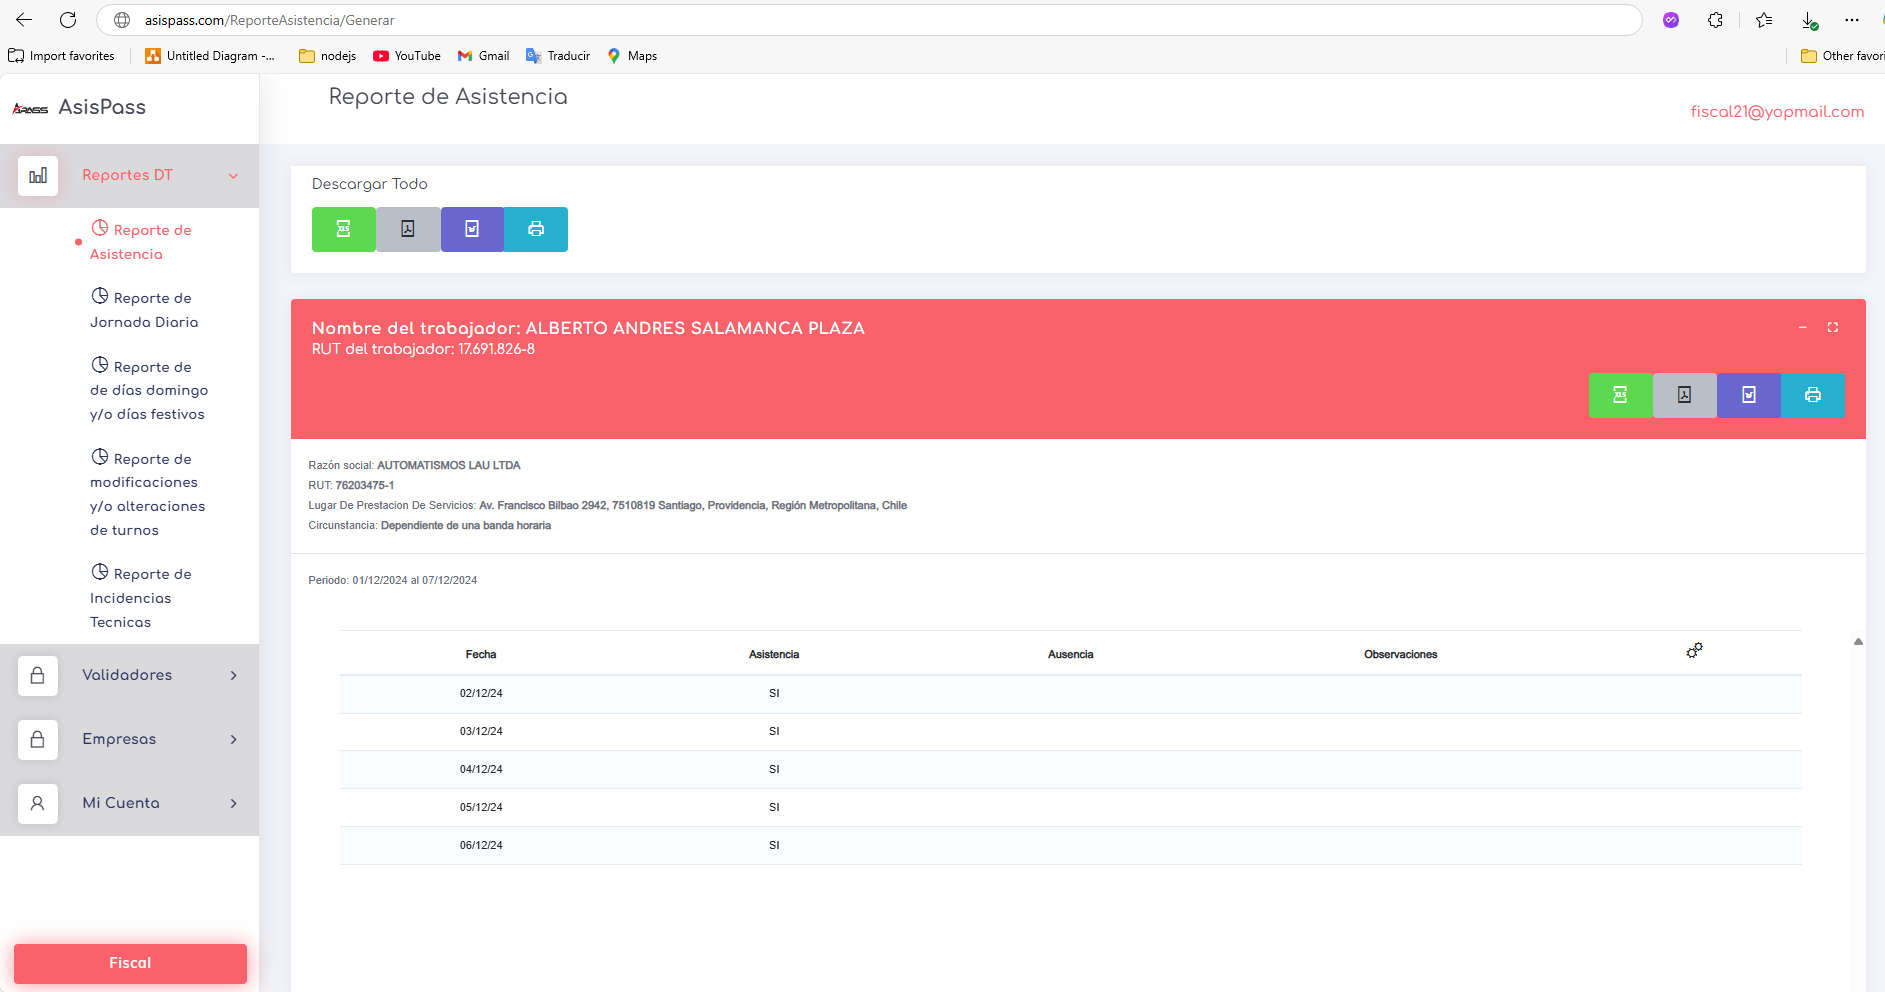 asispass.com/ReporteAsistencia/Generar
Import favorites
Untitled Diagram -...
nodejs
YouTube
Gmail
Traducir
Maps
Other favori
AsisPass
Reporte de Asistencia
fiscal21@yopmail.com
Reportes DT
Reporte de
Asistencia
Reporte de
Jornada Diaria
Reporte de
de días domingo
y/o días festivos
Reporte de
modificaciones
y/o alteraciones
de turnos
Reporte de
Incidencias
Tecnicas
Validadores
Empresas
Mi Cuenta
Fiscal
Descargar Todo
XLS
Nombre del trabajador: ALBERTO ANDRES SALAMANCA PLAZA
RUT del trabajador: 17.691.826-8
XLS
Razón social: AUTOMATISMOS LAU LTDA
RUT: 76203475-1
Lugar De Prestacion De Servicios: Av. Francisco Bilbao 2942, 7510819 Santiago, Providencia, Región Metropolitana, Chile
Circunstancia: Dependiente de una banda horaria
Periodo: 01/12/2024 al 07/12/2024
Fecha Asistencia Ausencia Observaciones
02/12/24 SI
03/12/24 SI
04/12/24 SI
05/12/24 SI
06/12/24 SI